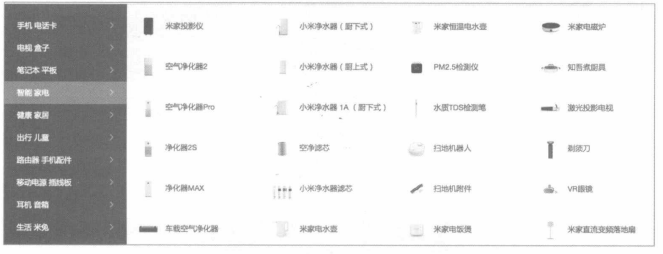 手机 电话卡
电视 盒子
笔记本 平板
智能 家电
健康 家居
出行 儿童
路由器 手机配件
移动电源 插线板
耳机 音箱
生活 米兔
米家投影仪
小米净水器（厨下式）
米家恒温电水壶
米家电磁炉
空气净化器2
小米净水器（厨上式）
PM2.5检测仪
知吾煮厨具
空气净化器Pro
小米净水器 1A（厨下式）
水质TDS检测笔
激光投影电视
净化器2S
空净滤芯
扫地机器人
剃须刀
净化器MAX
小米净水器滤芯
扫地机附件
VR眼镜
车载空气净化器
米家电水壶
米家电饭煲
米家直流变频落地扇